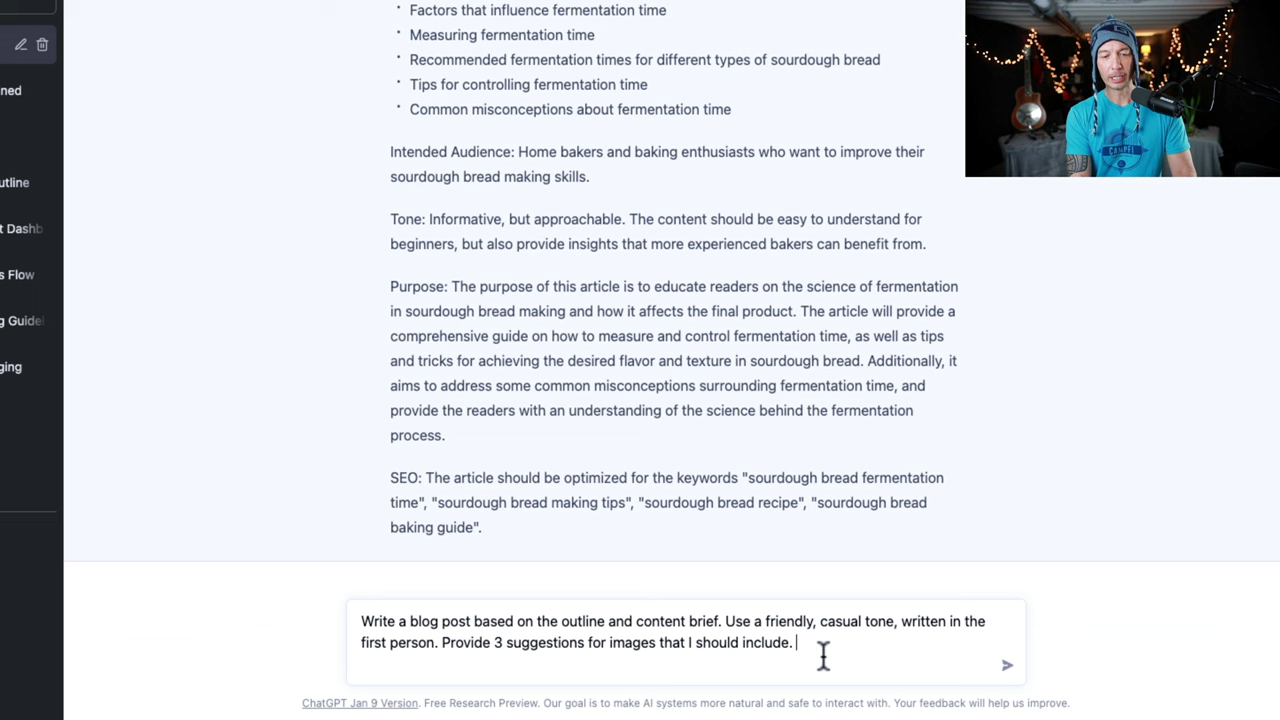 • Factors that influence fermentation time
• Measuring fermentation time
• Recommended fermentation times for different types of sourdough bread
• Tips for controlling fermentation time
• Common misconceptions about fermentation time
ned
utline
t Dashb
s Flow
g Guidel
ging
Intended Audience: Home bakers and baking enthusiasts who want to improve their
sourdough bread making skills.
Tone: Informative, but approachable. The content should be easy to understand for
beginners, but also provide insights that more experienced bakers can benefit from.
Purpose: The purpose of this article is to educate readers on the science of fermentation
in sourdough bread making and how it affects the final product. The article will provide a
comprehensive guide on how to measure and control fermentation time, as well as tips
and tricks for achieving the desired flavor and texture in sourdough bread. Additionally, it
aims to address some common misconceptions surrounding fermentation time, and
provide the readers with an understanding of the science behind the fermentation
process.
SEO: The article should be optimized for the keywords "sourdough bread fermentation
time", "sourdough bread making tips", "sourdough bread recipe", "sourdough bread
baking guide".
Write a blog post based on the outline and content brief. Use a friendly, casual tone, written in the
first person. Provide 3 suggestions for images that I should include.
ChatGPT Jan 9 Version. Free Research Preview. Our goal is to make AI systems more natural and safe to interact with. Your feedback will help us improve.